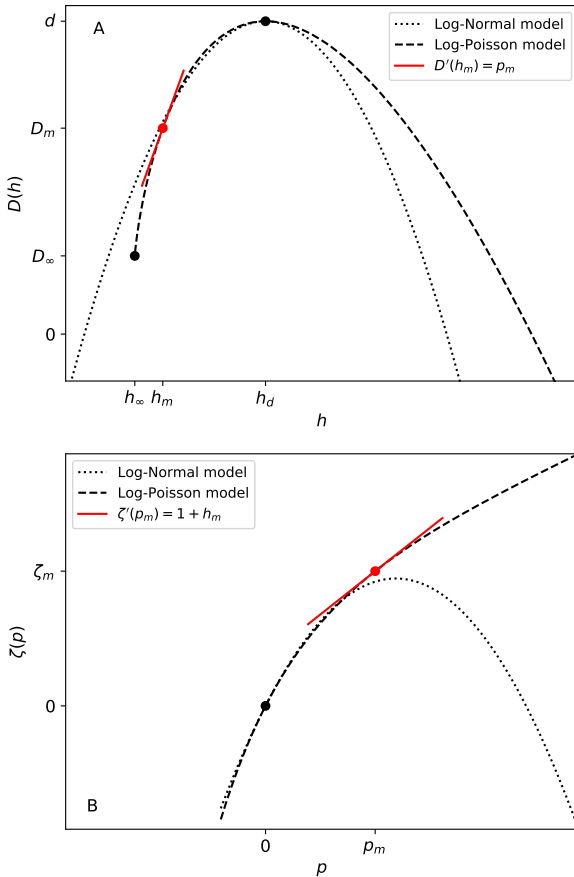 A
d
D_m
D_∞
0
D(h)
Log-Normal model
Log-Poisson model
D′(h_m) = p_m
h_∞ h_m h_d
h
Log-Normal model
Log-Poisson model
ζ′(p_m) = 1 + h_m
ζ_m
0
ζ(p)
B
0 p_m
p